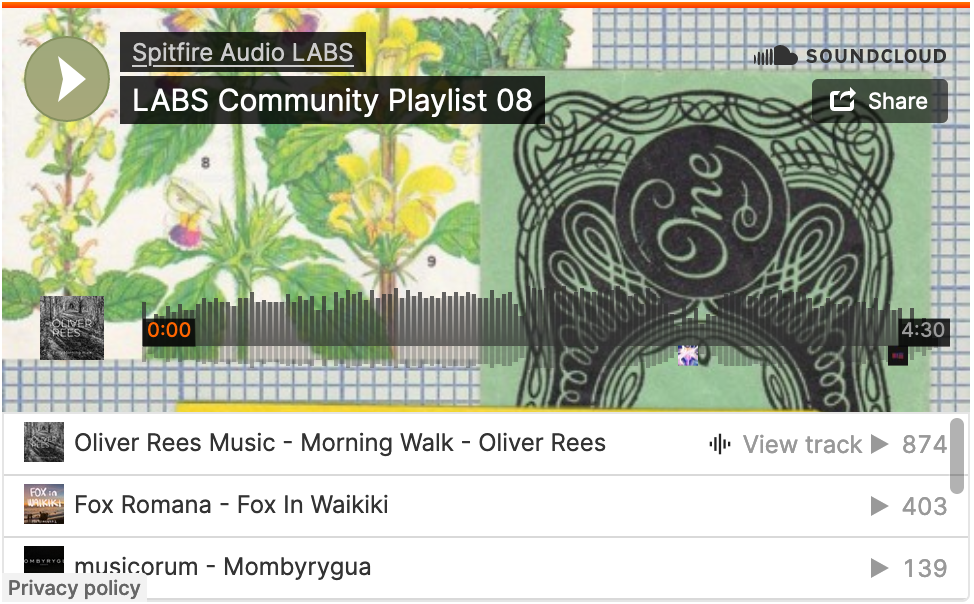 Spitfire Audio LABS
LABS Community Playlist 08
SOUNDCLOUD
Share
8
One
9
OLIVER
REES
0:00
4:30
Oliver Rees Music - Morning Walk - Oliver Rees
View track
874
FOX in
WAIKIKI
Fox Romana - Fox In Waikiki
403
musicorum - Mombyrygua
139
Privacy policy